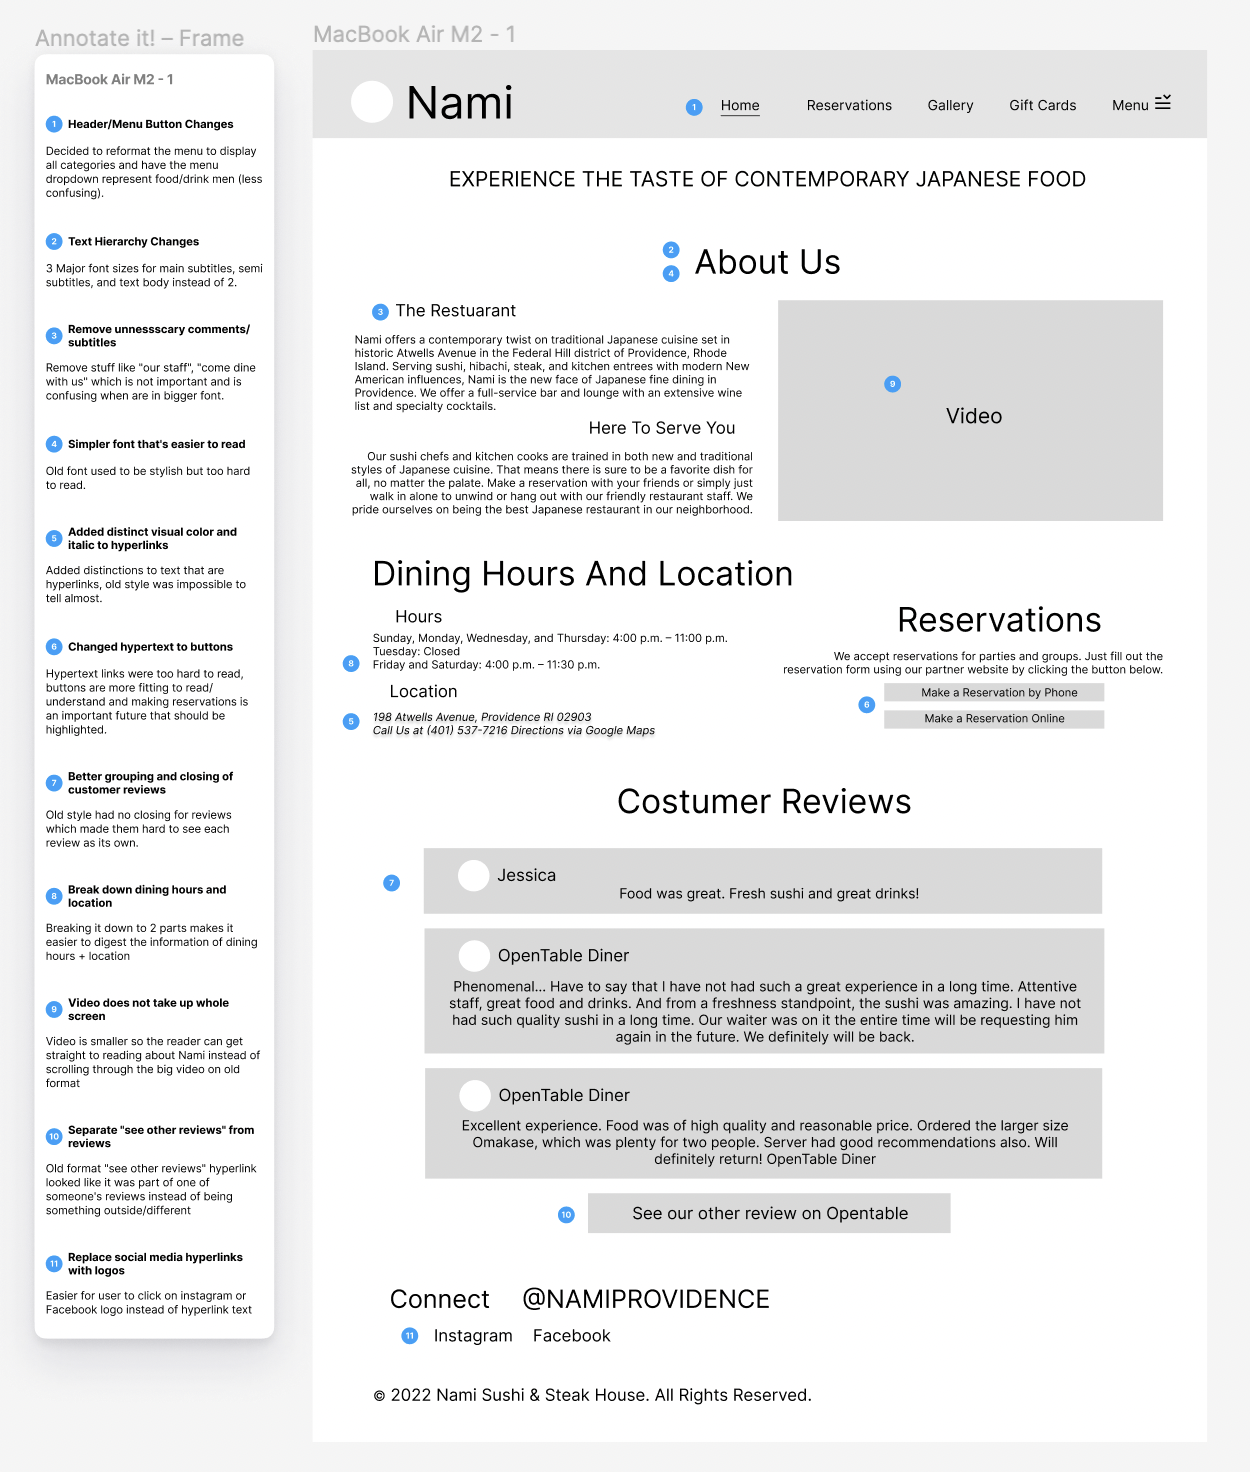 Annotate it! – Frame
MacBook Air M2 - 1
1 Header/Menu Button Changes
Decided to reformat the menu to display
all categories and have the menu
dropdown represent food/drink men (less
confusing).
2 Text Hierarchy Changes
3 Major font sizes for main subtitles, semi
subtitles, and text body instead of 2.
3 Remove unnessscary comments/
subtitles
Remove stuff like "our staff", "come dine
with us" which is not important and is
confusing when are in bigger font.
4 Simpler font that's easier to read
Old font used to be stylish but too hard
to read.
5 Added distinct visual color and
italic to hyperlinks
Added distinctions to text that are
hyperlinks, old style was impossible to
tell almost.
6 Changed hypertext to buttons
Hypertext links were too hard to read,
buttons are more fitting to read/
understand and making reservations is
an important future that should be
highlighted.
7 Better grouping and closing of
customer reviews
Old style had no closing for reviews
which made them hard to see each
review as its own.
8 Break down dining hours and
location
Breaking it down to 2 parts makes it
easier to digest the information of dining
hours + location
9 Video does not take up whole
screen
Video is smaller so the reader can get
straight to reading about Nami instead of
scrolling through the big video on old
format
10 Separate "see other reviews" from
reviews
Old format "see other reviews" hyperlink
looked like it was part of one of
someone's reviews instead of being
something outside/different
11 Replace social media hyperlinks
with logos
Easier for user to click on instagram or
Facebook logo instead of hyperlink text
MacBook Air M2 - 1
Nami
1 Home Reservations Gallery Gift Cards Menu
EXPERIENCE THE TASTE OF CONTEMPORARY JAPANESE FOOD
2
4
About Us
3 The Restuarant
Nami offers a contemporary twist on traditional Japanese cuisine set in
historic Atwells Avenue in the Federal Hill district of Providence, Rhode
Island. Serving sushi, hibachi, steak, and kitchen entrees with modern New
American influences, Nami is the new face of Japanese fine dining in
Providence. We offer a full-service bar and lounge with an extensive wine
list and specialty cocktails.
Here To Serve You
Our sushi chefs and kitchen cooks are trained in both new and traditional
styles of Japanese cuisine. That means there is sure to be a favorite dish for
all, no matter the palate. Make a reservation with your friends or simply just
walk in alone to unwind or hang out with our friendly restaurant staff. We
pride ourselves on being the best Japanese restaurant in our neighborhood.
9
Video
Dining Hours And Location
Hours
Sunday, Monday, Wednesday, and Thursday: 4:00 p.m. – 11:00 p.m.
Tuesday: Closed
8 Friday and Saturday: 4:00 p.m. – 11:30 p.m.
Location
5 198 Atwells Avenue, Providence RI 02903
Call Us at (401) 537-7216 Directions via Google Maps
Reservations
We accept reservations for parties and groups. Just fill out the
reservation form using our partner website by clicking the button below.
6 Make a Reservation by Phone
Make a Reservation Online
Costumer Reviews
7 Jessica
Food was great. Fresh sushi and great drinks!
OpenTable Diner
Phenomenal... Have to say that I have not had such a great experience in a long time. Attentive
staff, great food and drinks. And from a freshness standpoint, the sushi was amazing. I have not
had such quality sushi in a long time. Our waiter was on it the entire time will be requesting him
again in the future. We definitely will be back.
OpenTable Diner
Excellent experience. Food was of high quality and reasonable price. Ordered the larger size
Omakase, which was plenty for two people. Server had good recommendations also. Will
definitely return! OpenTable Diner
10 See our other review on Opentable
Connect @NAMIPROVIDENCE
11 Instagram Facebook
© 2022 Nami Sushi & Steak House. All Rights Reserved.